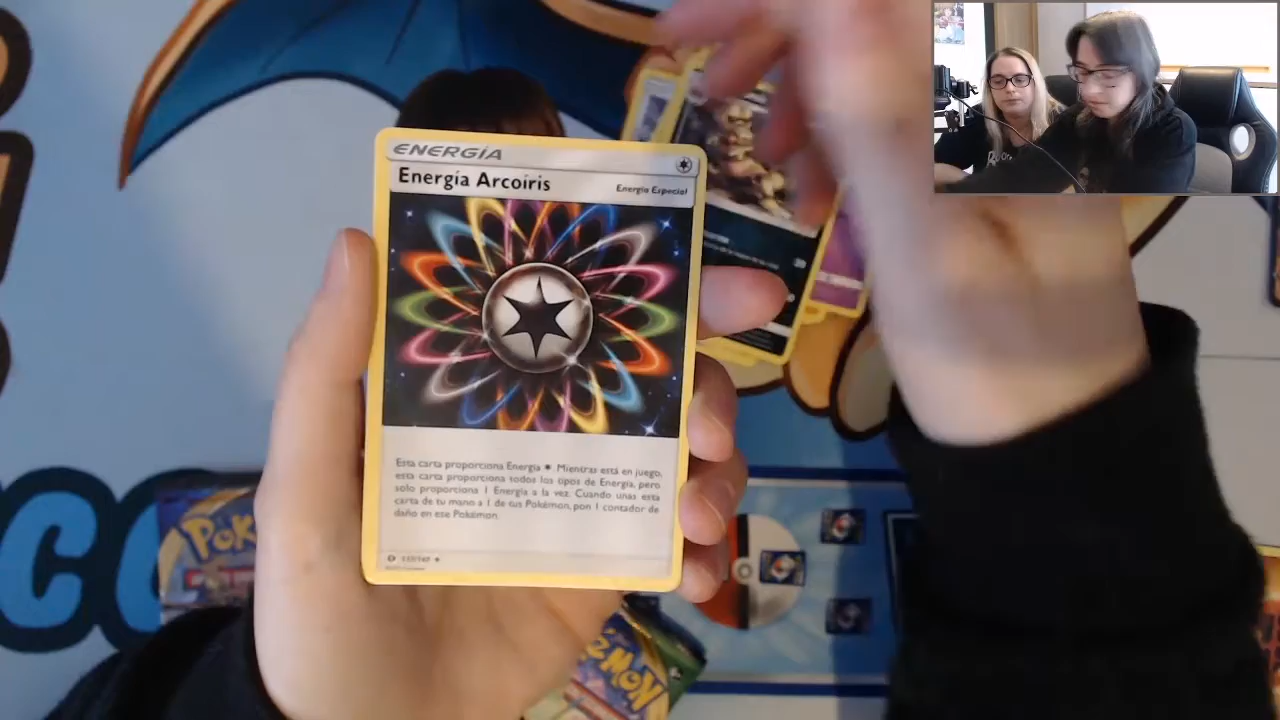 ENERGÍA
Energía Arcoíris
Energía Especial
Esta carta proporciona Energía Mientras está en juego,
esta carta proporciona todos los tipos de Energía, pero
solo proporciona 1 Energía a la vez. Cuando unas esta
carta de tu mano a 1 de tus Pokémon, pon 1 contador de
daño en ese Pokémon.